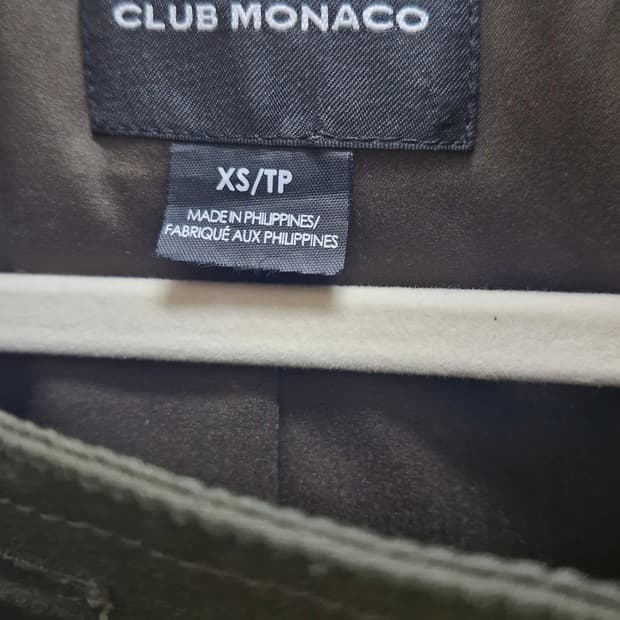 CLUB MONACO
XS/TP
MADE IN PHILIPPINES/
FABRIQUÉ AUX PHILIPPINES